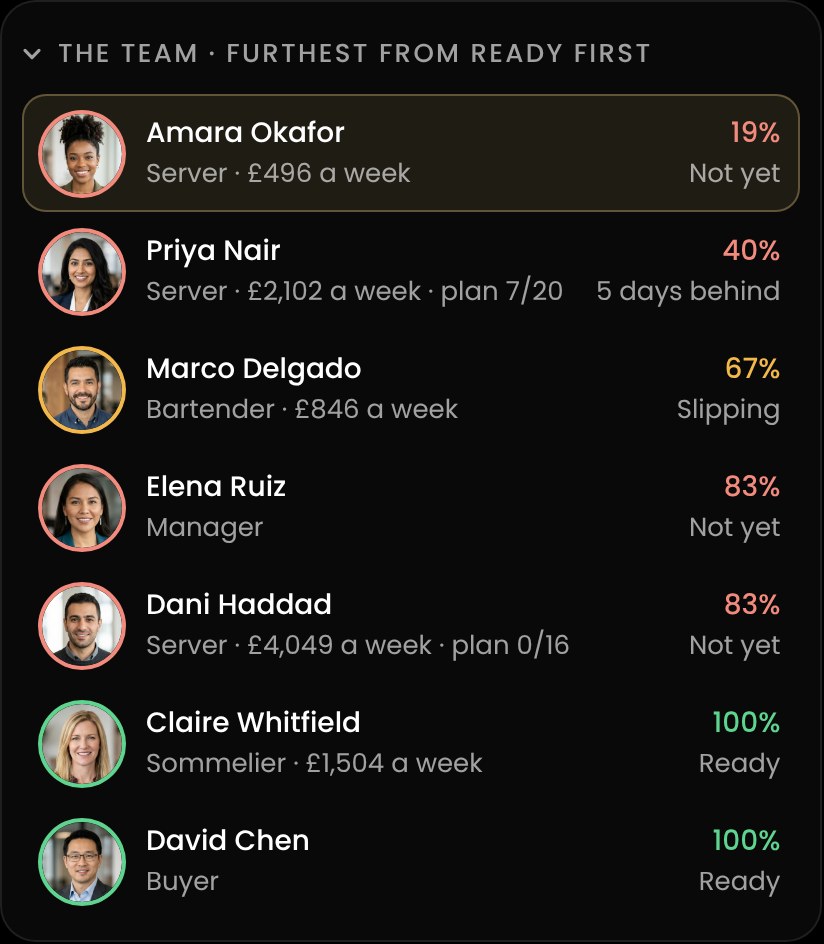 THE TEAM · FURTHEST FROM READY FIRST
Amara Okafor 19%
Server · £496 a week Not yet
Priya Nair 40%
Server · £2,102 a week · plan 7/20 5 days behind
Marco Delgado 67%
Bartender · £846 a week Slipping
Elena Ruiz 83%
Manager Not yet
Dani Haddad 83%
Server · £4,049 a week · plan 0/16 Not yet
Claire Whitfield 100%
Sommelier · £1,504 a week Ready
David Chen 100%
Buyer Ready